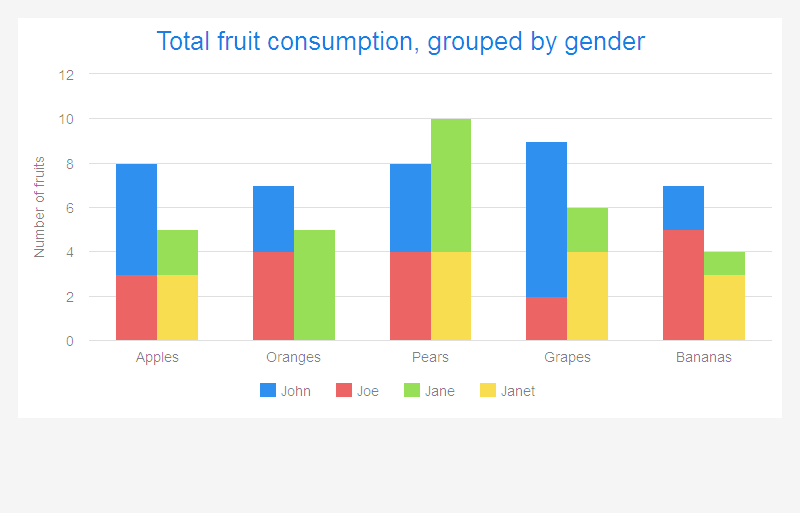 Total fruit consumption, grouped by gender
Number of fruits
12
10
8
6
4
2
0
Apples Oranges Pears Grapes Bananas
John Joe Jane Janet